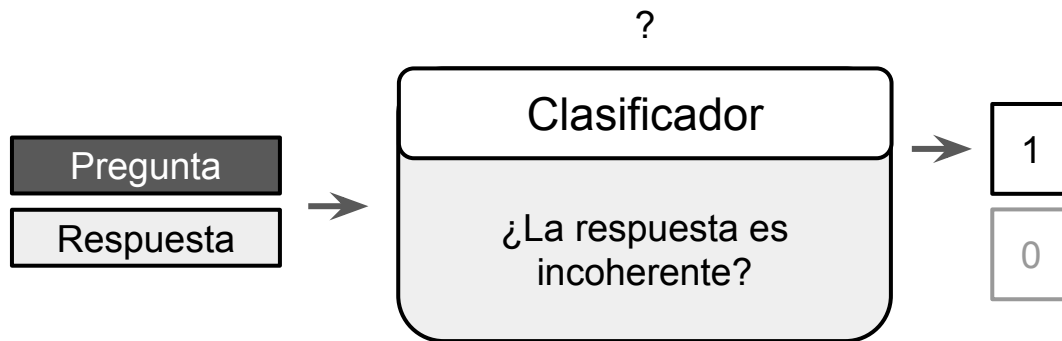 ?
Clasificador
Pregunta
Respuesta
¿La respuesta es
incoherente?
1
0